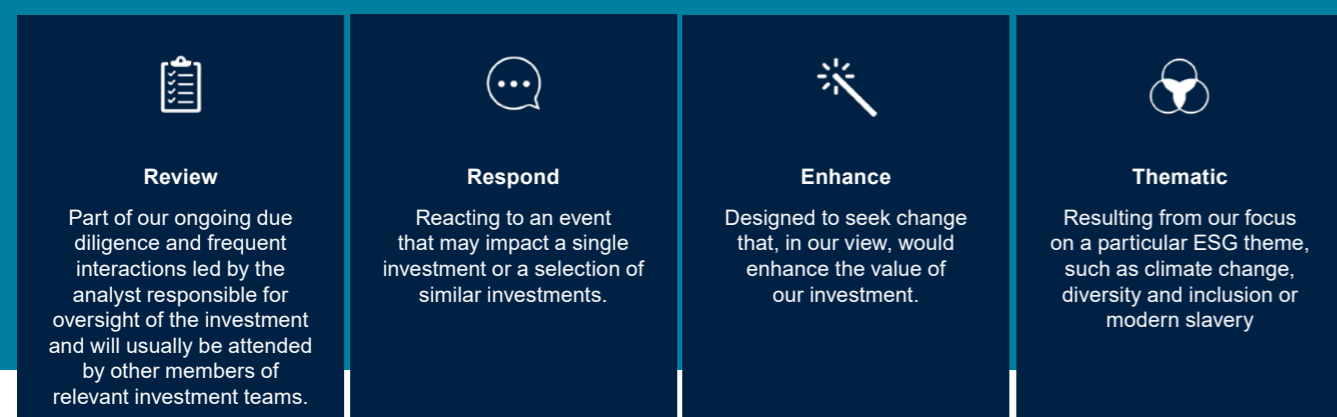 Review
Part of our ongoing due
diligence and frequent
interactions led by the
analyst responsible for
oversight of the investment
and will usually be attended
by other members of
relevant investment teams.
Respond
Reacting to an event
that may impact a single
investment or a selection of
similar investments.
Enhance
Designed to seek change
that, in our view, would
enhance the value of
our investment.
Thematic
Resulting from our focus
on a particular ESG theme,
such as climate change,
diversity and inclusion or
modern slavery